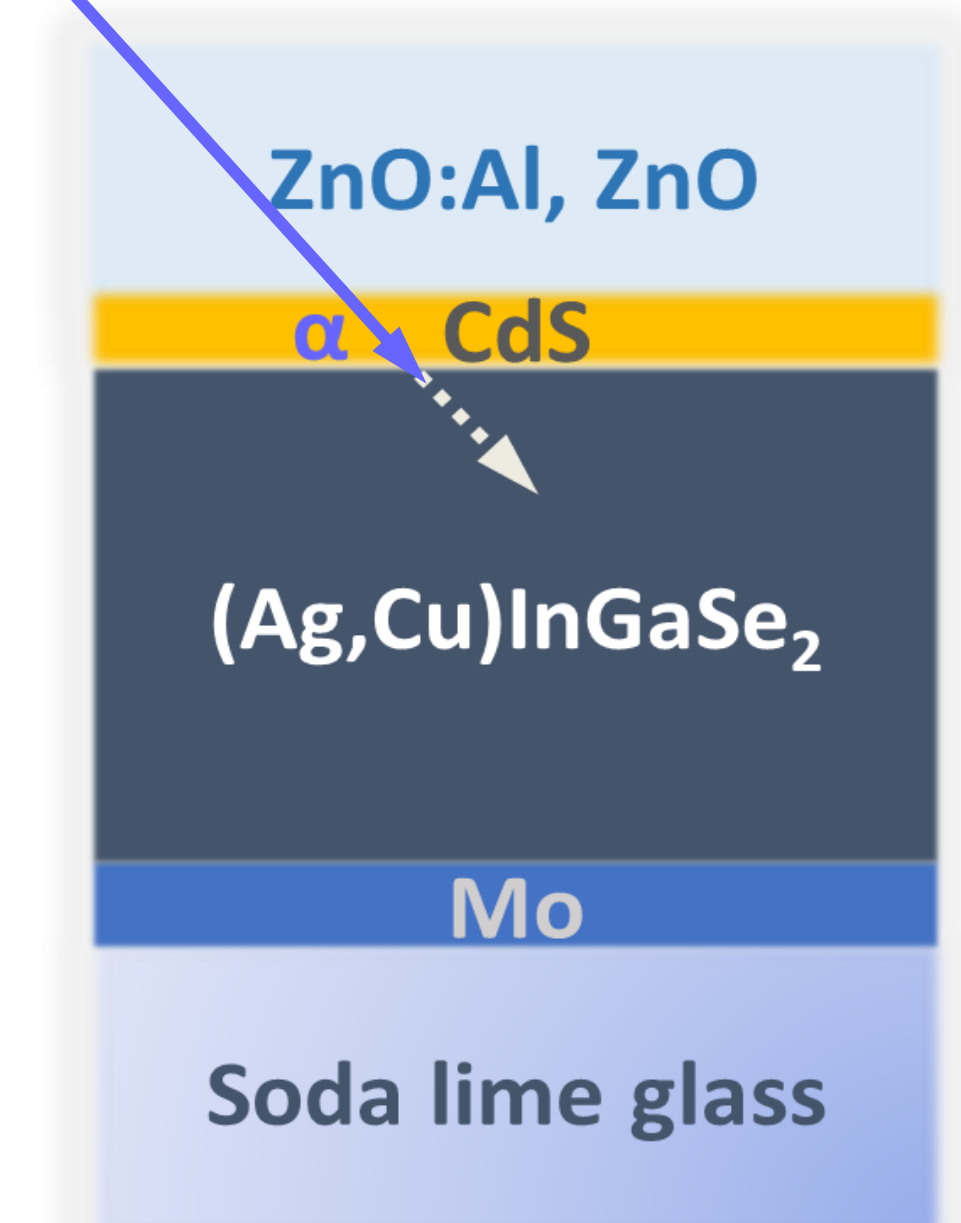 ZnO:Al, ZnO
α CdS
(Ag,Cu)InGaSe₂
Mo
Soda lime glass